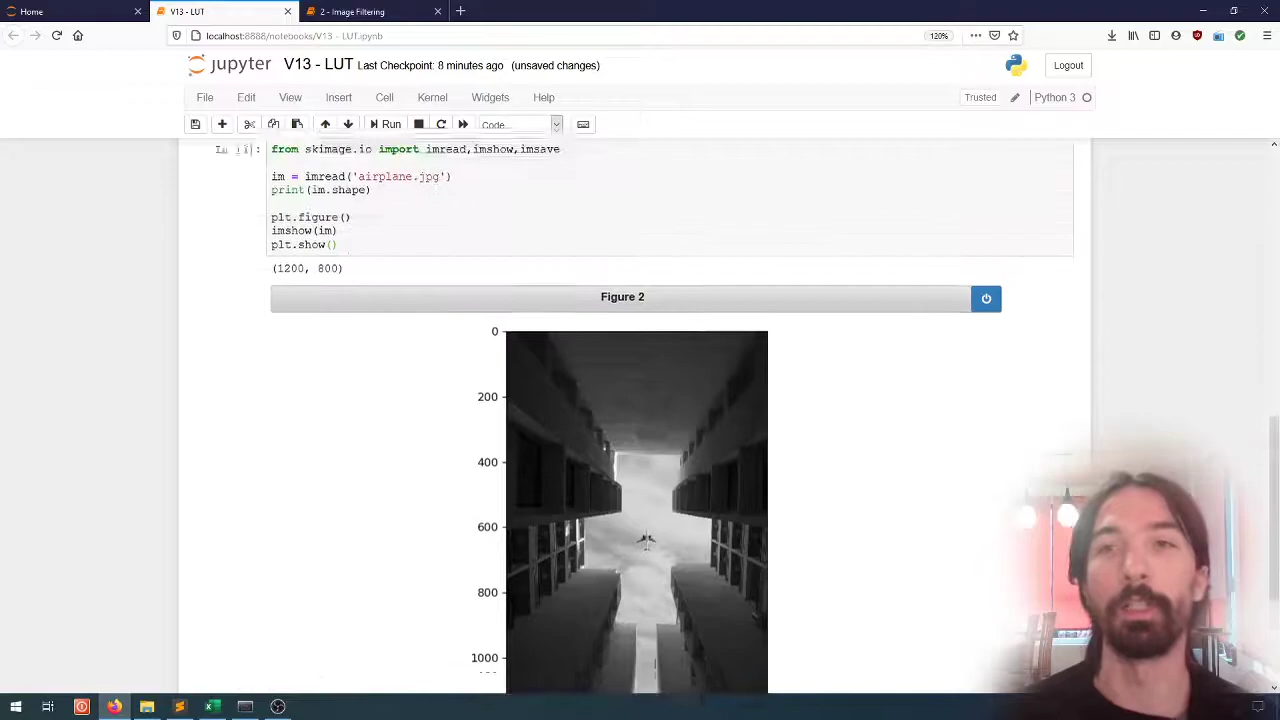 Home
V13 - LUT
2 - Image Filtering
localhost:8888/notebooks/V13 - LUT.ipynb
120%
jupyter V13 - LUT Last Checkpoint: 8 minutes ago (unsaved changes)
Logout
File Edit View Insert Cell Kernel Widgets Help
Trusted
Python 3
Run
Code
from skimage.io import imread,imshow,imsave
im = imread('airplane.jpg')
print(im.shape)
plt.figure()
imshow(im)
plt.show()
(1200, 800)
Figure 2
0
200
400
600
800
1000